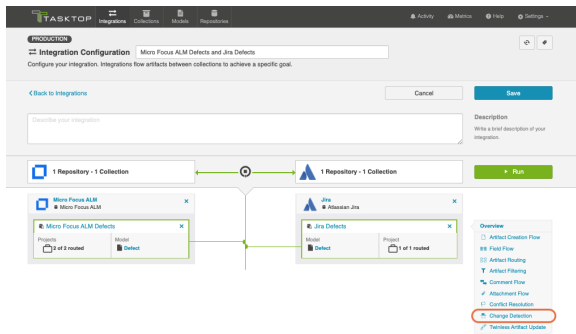 TASKTOP
Integrations
Collections
Models
Repositories
Activity
Metrics
Help
Settings
PRODUCTION
Integration Configuration
Micro Focus ALM Defects and Jira Defects
Configure your integration. Integrations flow artifacts between collections to achieve a specific goal.
Back to Integrations
Cancel
Save
Describe your integration
Description
Write a brief description of your
integration.
1 Repository - 1 Collection
1 Repository - 1 Collection
Run
Micro Focus ALM
Micro Focus ALM
Jira
Atlassian Jira
Micro Focus ALM Defects
Projects
2 of 2 routed
Model
Defect
Jira Defects
Model
Defect
Project
1 of 1 routed
Overview
Artifact Creation Flow
Field Flow
Artifact Routing
Artifact Filtering
Comment Flow
Attachment Flow
Conflict Resolution
Change Detection
Twinless Artifact Update